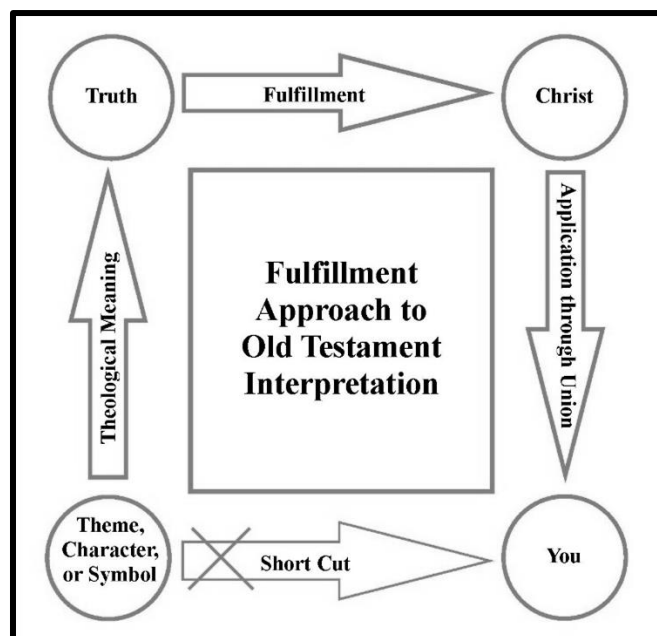 Truth
Fulfillment
Christ
Theological Meaning
Fulfillment
Approach to
Old Testament
Interpretation
Application through Union
Theme,
Character,
or Symbol
Short Cut
You